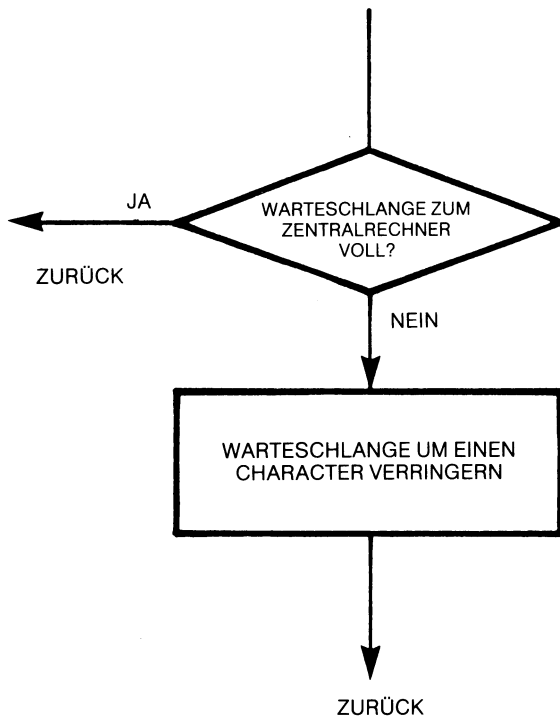 WARTESCHLANGE ZUM
ZENTRALRECHNER
VOLL?
JA
ZURÜCK
NEIN
WARTESCHLANGE UM EINEN
CHARACTER VERRINGERN
ZURÜCK